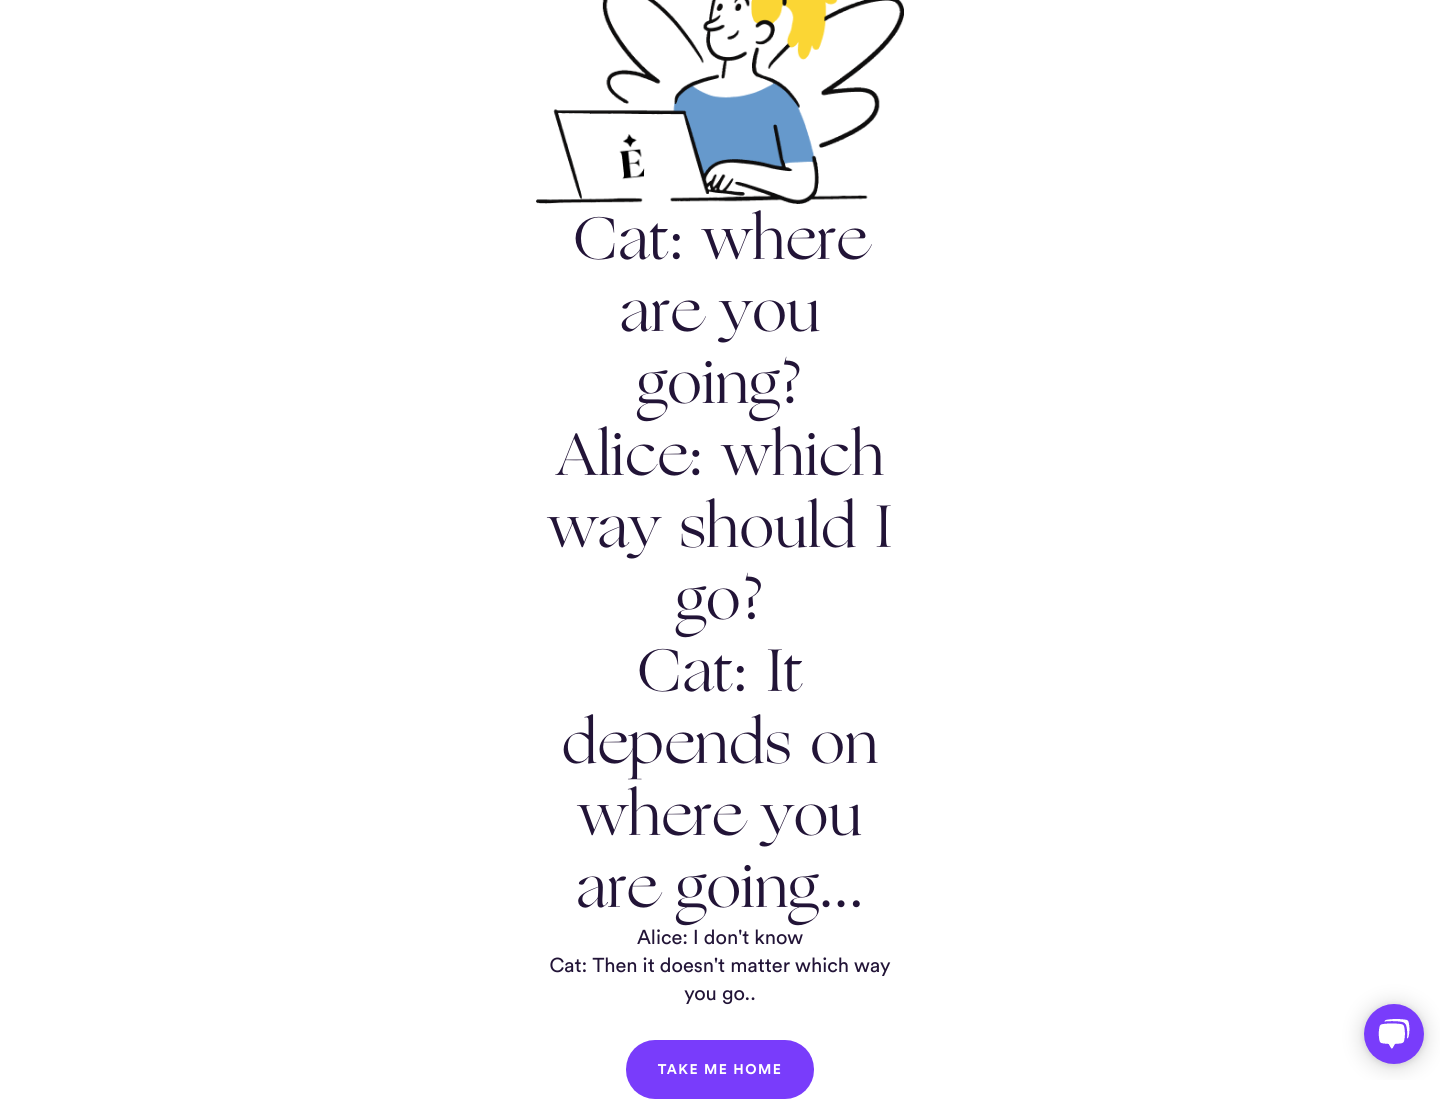 E
Cat: where
are you
going?
Alice: which
way should I
go?
Cat: It
depends on
where you
are going...
Alice: I don't know
Cat: Then it doesn't matter which way
you go..
TAKE ME HOME